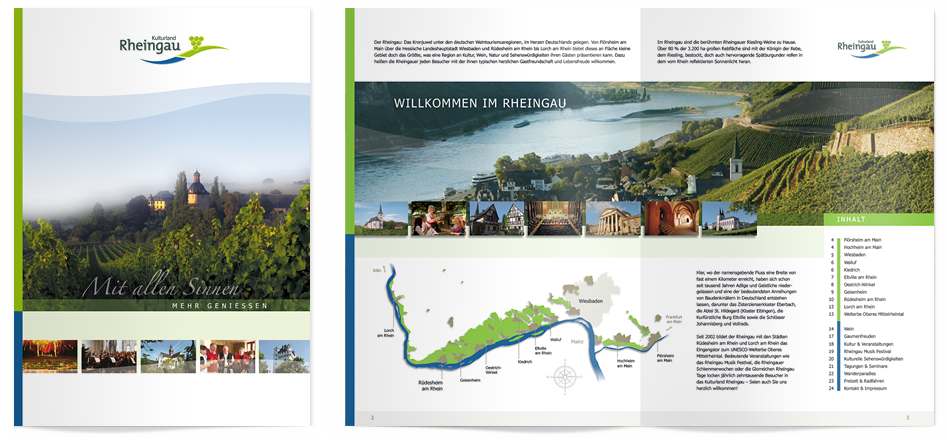 Kulturland
Rheingau
Mit allen Sinnen
MEHR GENIESSEN
Der Rheingau: Das Kronjuwel unter den deutschen Weintourismusregionen, im Herzen Deutschlands gelegen. Von Flörsheim am
Main über die Hessische Landeshauptstadt Wiesbaden und Rüdesheim am Rhein bis Lorch am Rhein bietet dieses an Fläche kleine
Gebiet doch das Größte, was eine Region an Kultur, Wein, Natur und Sehenswürdigkeiten ihren Gästen präsentieren kann. Dazu
heißen die Rheingauer jeden Besucher mit der ihnen typischen herzlichen Gastfreundschaft und Lebensfreude willkommen.
Im Rheingau sind die berühmten Rheingauer Riesling-Weine zu Hause.
Über 80 % der 3.200 ha großen Rebfläche sind mit der Königin der Rebe,
dem Riesling, bestockt; doch auch hervorragende Spätburgunder reifen in
dem vom Rhein reflektierten Sonnenlicht heran.
Kulturland
Rheingau
WILLKOMMEN IM RHEINGAU
INHALT
4 Flörsheim am Main
4 Hochheim am Main
5 Wiesbaden
6 Walluf
6 Kiedrich
7 Eltville am Rhein
8 Oestrich-Winkel
9 Geisenheim
10 Rüdesheim am Rhein
12 Lorch am Rhein
13 Welterbe Oberes Mittelrheintal
14 Wein
17 Gaumenfreuden
18 Kultur & Veranstaltungen
19 Rheingau Musik Festival
20 Kulturelle Sehenswürdigkeiten
21 Tagungen & Seminare
22 Wanderparadies
23 Freizeit & Radfahren
24 Kontakt & Impressum
Köln
Lorch
am Rhein
Rüdesheim
am Rhein
Geisenheim
Oestrich-
Winkel
Kiedrich
Eltville
am Rhein
Walluf
Wiesbaden
Mainz
Hochheim
am Main
Flörsheim
am Main
Frankfurt
am Main
Hier, wo der namensgebende Fluss eine Breite von
fast einem Kilometer erreicht, haben sich schon
seit tausend Jahren Adlige und Geistliche nieder-
gelassen und eine der bedeutendsten Anreihungen
von Baudenkmälern in Deutschland entstehen
lassen, darunter das Zisterzienserkloster Eberbach,
die Abtei St. Hildegard (Kloster Eibingen), die
Kurfürstliche Burg Eltville sowie die Schlösser
Johannisberg und Vollrads.
Seit 2002 bildet der Rheingau mit den Städten
Rüdesheim am Rhein und Lorch am Rhein das
Eingangstor zum UNESCO-Welterbe Oberes
Mittelrheintal. Bedeutende Veranstaltungen wie
das Rheingau Musik Festival, die Rheingauer
Schlemmerwochen oder die Glorreichen Rheingau
Tage locken jährlich zehntausende Besucher in
das Kulturland Rheingau – Seien auch Sie uns
herzlich willkommen!
2
3